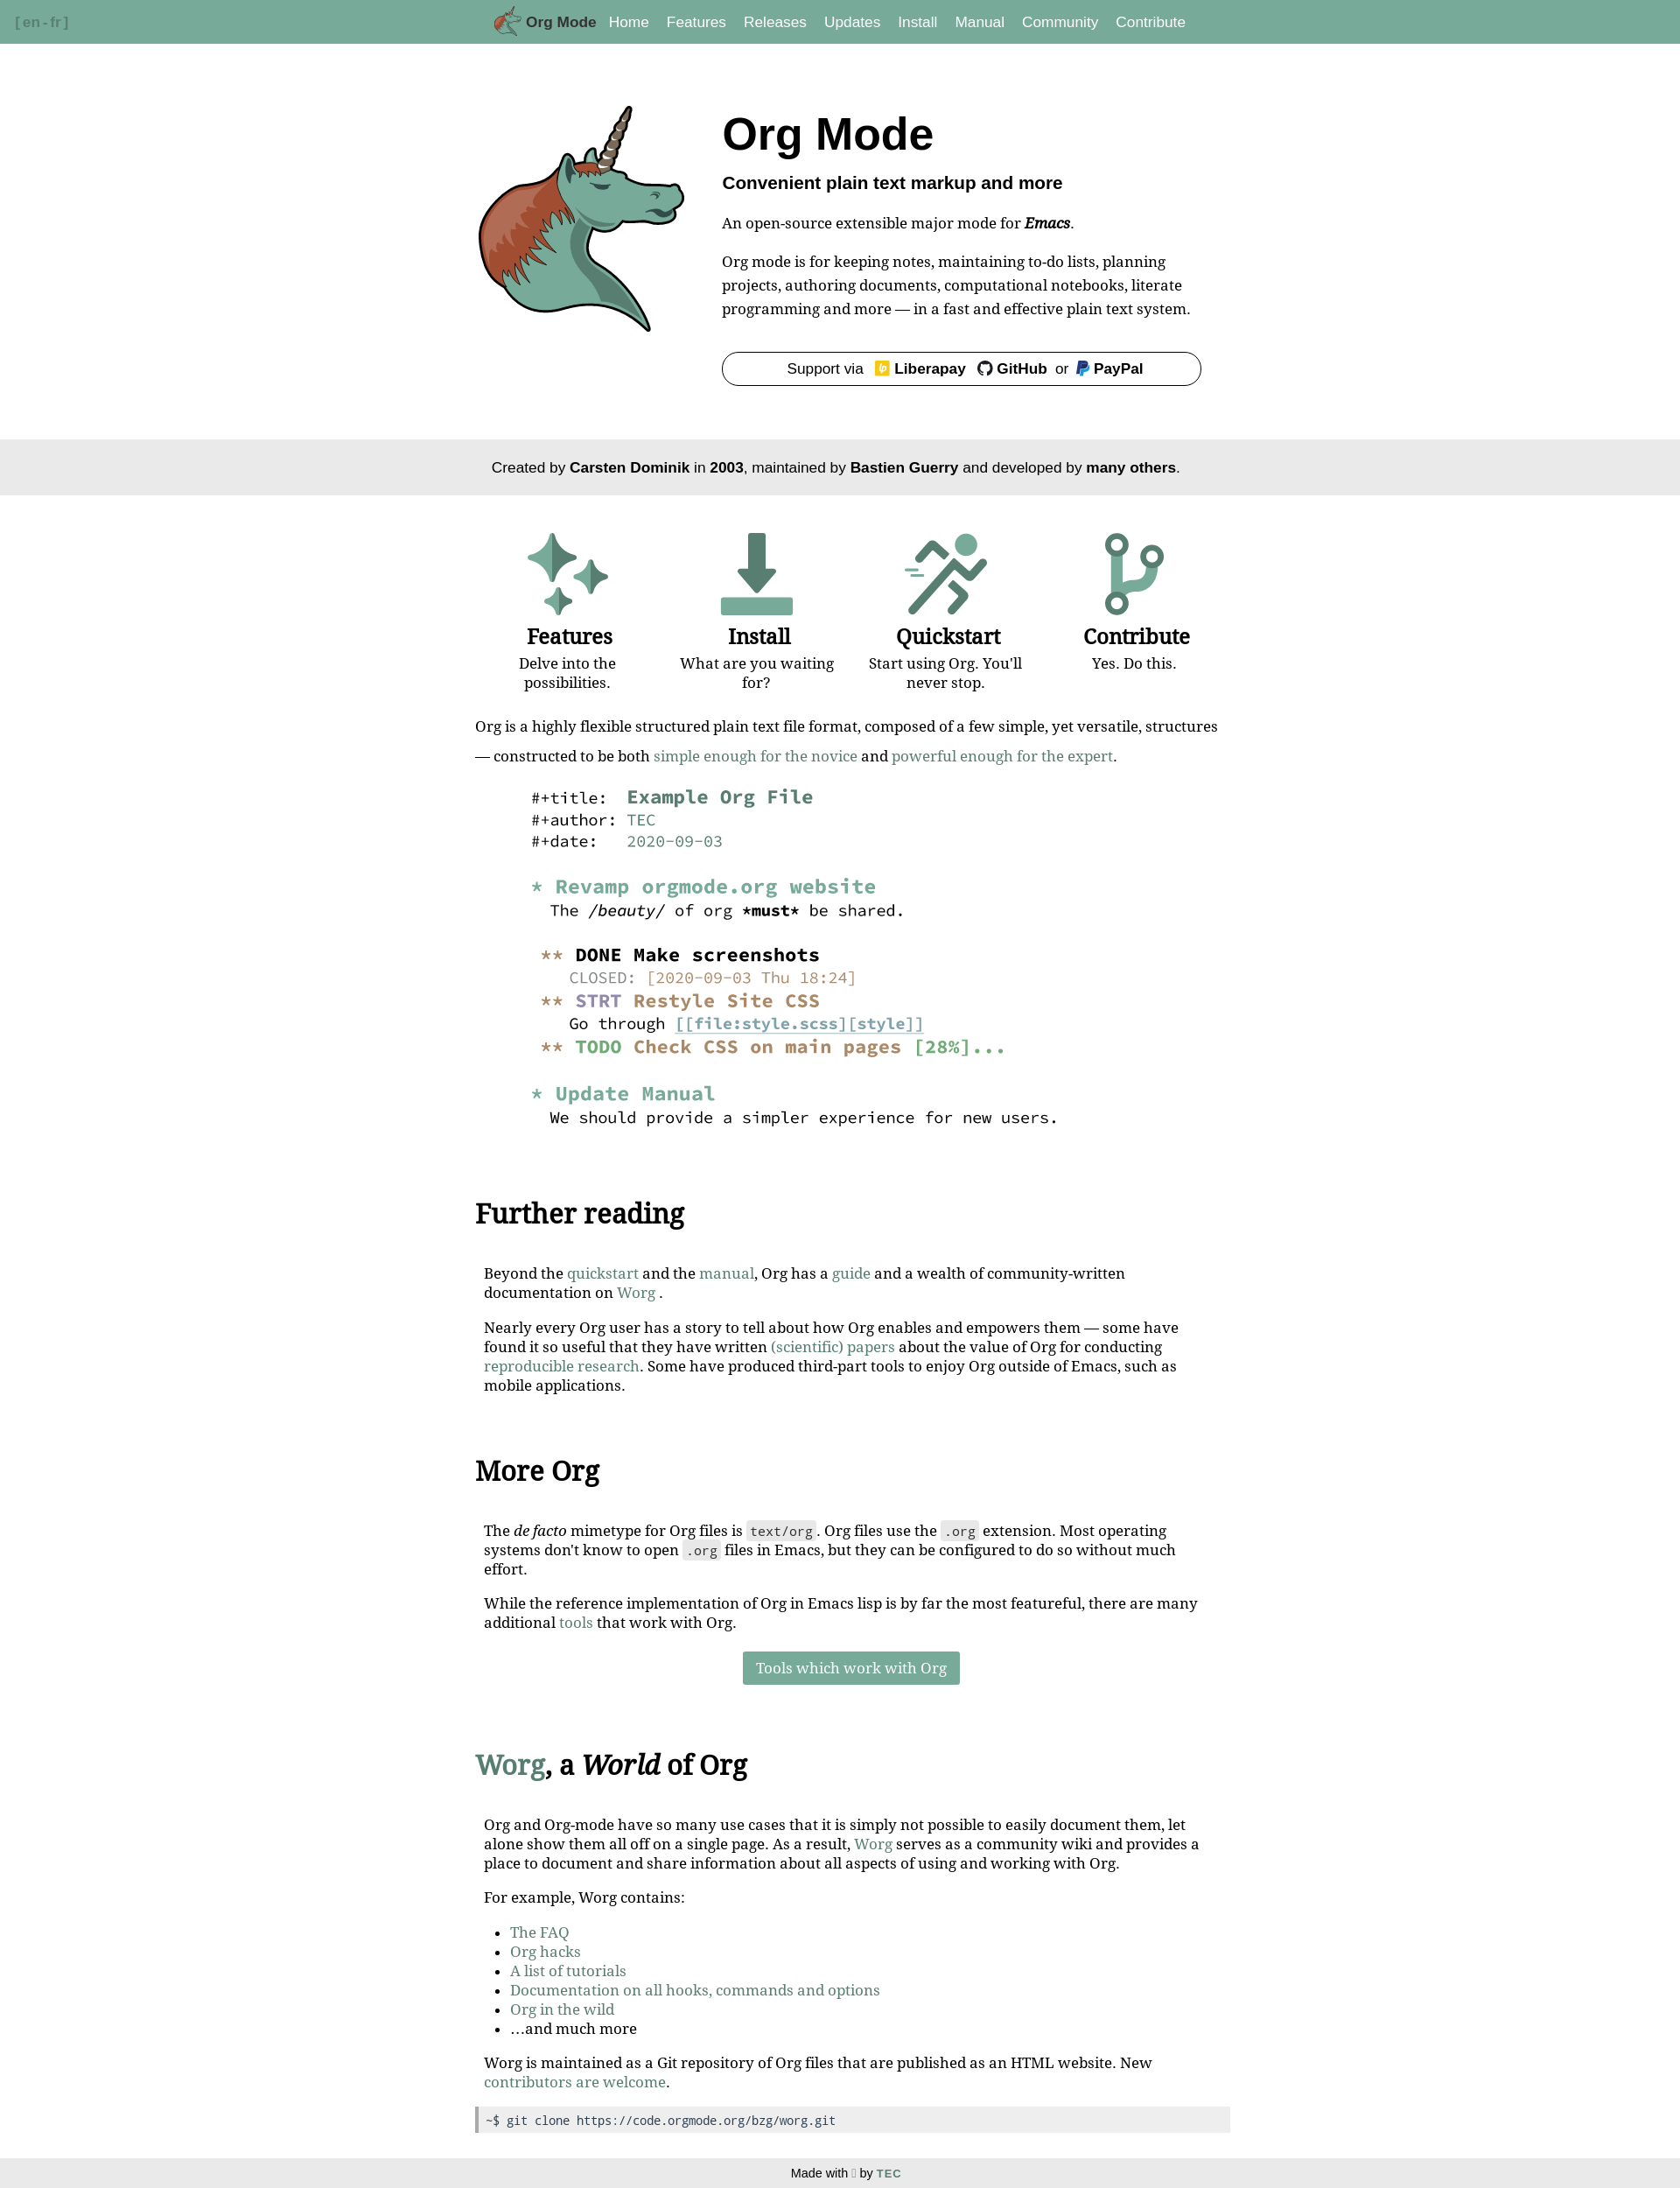 [en-fr]
Org Mode Home Features Releases Updates Install Manual Community Contribute
Org Mode
Convenient plain text markup and more
An open-source extensible major mode for Emacs.
Org mode is for keeping notes, maintaining to-do lists, planning
projects, authoring documents, computational notebooks, literate
programming and more — in a fast and effective plain text system.
Support via Liberapay GitHub or PayPal
Created by Carsten Dominik in 2003, maintained by Bastien Guerry and developed by many others.
Features
Delve into the
possibilities.
Install
What are you waiting
for?
Quickstart
Start using Org. You'll
never stop.
Contribute
Yes. Do this.
Org is a highly flexible structured plain text file format, composed of a few simple, yet versatile, structures
— constructed to be both simple enough for the novice and powerful enough for the expert.
#+title: Example Org File
#+author: TEC
#+date: 2020-09-03
* Revamp orgmode.org website
The /beauty/ of org *must* be shared.
** DONE Make screenshots
CLOSED: [2020-09-03 Thu 18:24]
** STRT Restyle Site CSS
Go through [[file:style.scss][style]]
** TODO Check CSS on main pages [28%]...
* Update Manual
We should provide a simpler experience for new users.
Further reading
Beyond the quickstart and the manual, Org has a guide and a wealth of community-written
documentation on Worg .
Nearly every Org user has a story to tell about how Org enables and empowers them — some have
found it so useful that they have written (scientific) papers about the value of Org for conducting
reproducible research. Some have produced third-part tools to enjoy Org outside of Emacs, such as
mobile applications.
More Org
The de facto mimetype for Org files is text/org. Org files use the .org extension. Most operating
systems don't know to open .org files in Emacs, but they can be configured to do so without much
effort.
While the reference implementation of Org in Emacs lisp is by far the most featureful, there are many
additional tools that work with Org.
Tools which work with Org
Worg, a World of Org
Org and Org-mode have so many use cases that it is simply not possible to easily document them, let
alone show them all off on a single page. As a result, Worg serves as a community wiki and provides a
place to document and share information about all aspects of using and working with Org.
For example, Worg contains:
• The FAQ
• Org hacks
• A list of tutorials
• Documentation on all hooks, commands and options
• Org in the wild
• …and much more
Worg is maintained as a Git repository of Org files that are published as an HTML website. New
contributors are welcome.
~$ git clone https://code.orgmode.org/bzg/worg.git
Made with by TEC